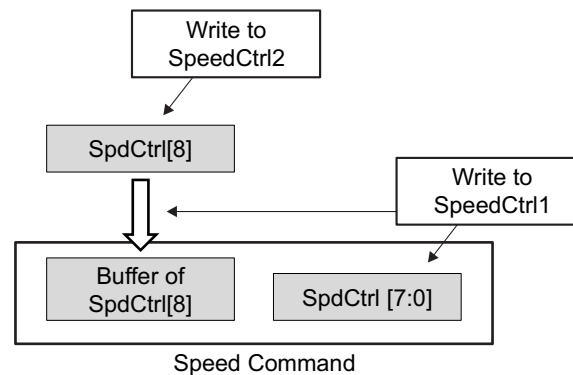 Write to
SpeedCtrl2
SpdCtrl[8]
Write to
SpeedCtrl1
Buffer of
SpdCtrl[8]
SpdCtrl [7:0]
Speed Command